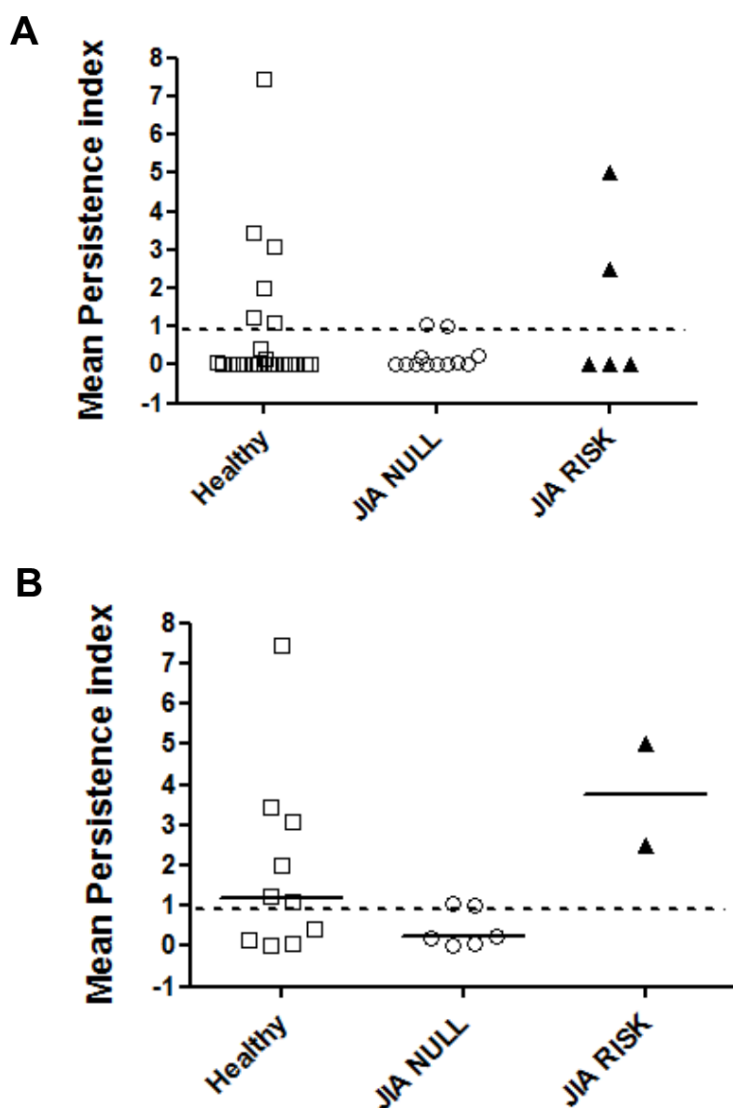 A
Mean Persistence index
8
7
6
5
4
3
2
1
0
-1
Healthy
JIA NULL
JIA RISK
B
Mean Persistence index
8
7
6
5
4
3
2
1
0
-1
Healthy
JIA NULL
JIA RISK